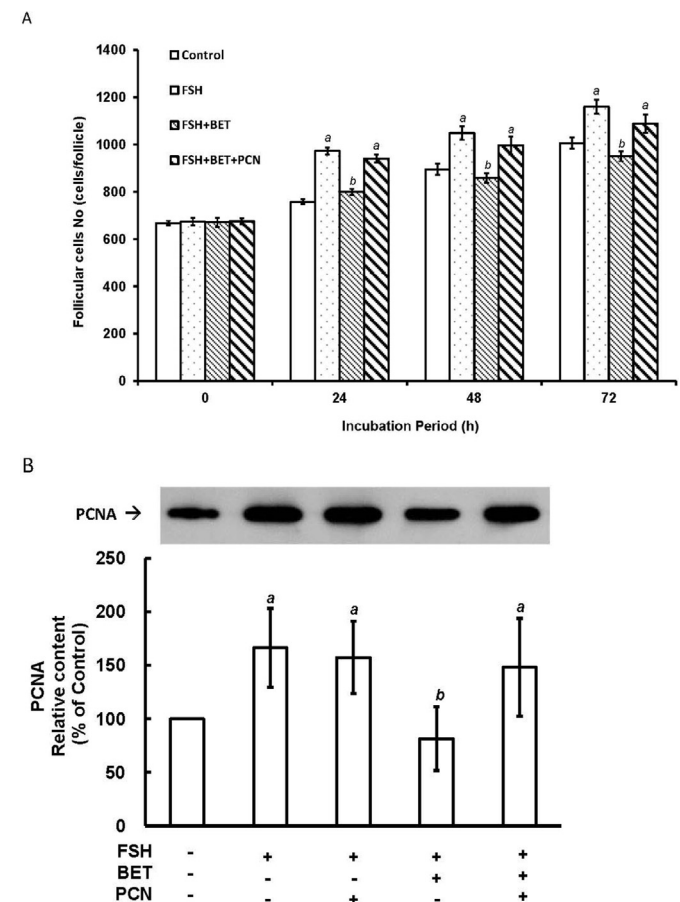 A
1400
1200
1000
800
600
400
200
0
Follicular cells No (cells/follicle)
Control
FSH
FSH+BET
FSH+BET+PCN
a
b
a
a
b
a
a
b
a
0
24
48
72
Incubation Period (h)
B
PCNA →
250
200
150
100
50
0
PCNA
Relative content
(% of Control)
a
a
b
a
FSH - + + + +
BET - - - + +
PCN - - + - +